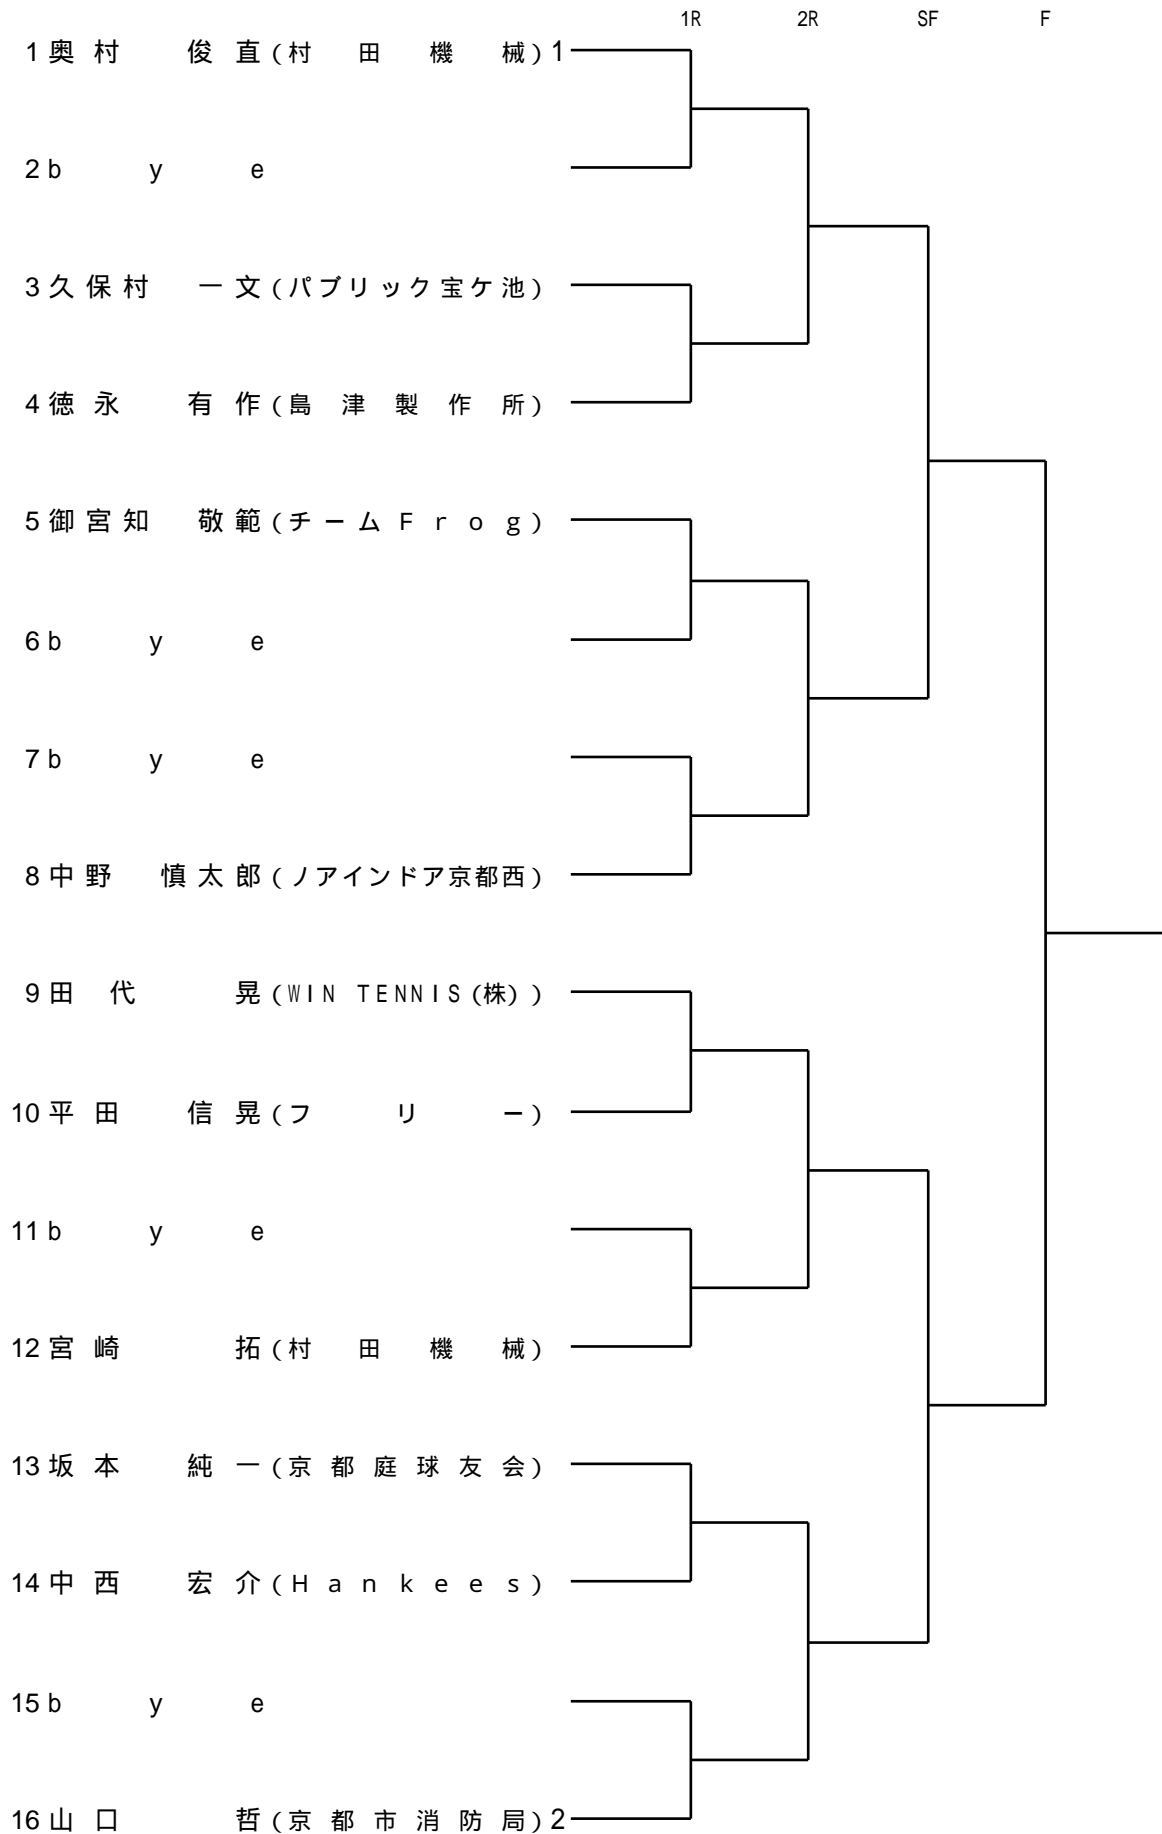 1R 2R SF F
1 奥村 俊直 (村田機械) 1
2 bye
3 久保村 一文 (パブリック宝ケ池)
4 徳永 有作 (島津製作所)
5 御宮知 敬範 (チームFrog)
6 bye
7 bye
8 中野 慎太郎 (ノアインドア京都西)
9 田代 晃 (WIN TENNIS(株))
10 平田 信晃 (フリー)
11 bye
12 宮崎 拓 (村田機械)
13 坂本 純一 (京都庭球友会)
14 中西 宏介 (Hankees)
15 bye
16 山口 哲 (京都市消防局) 2